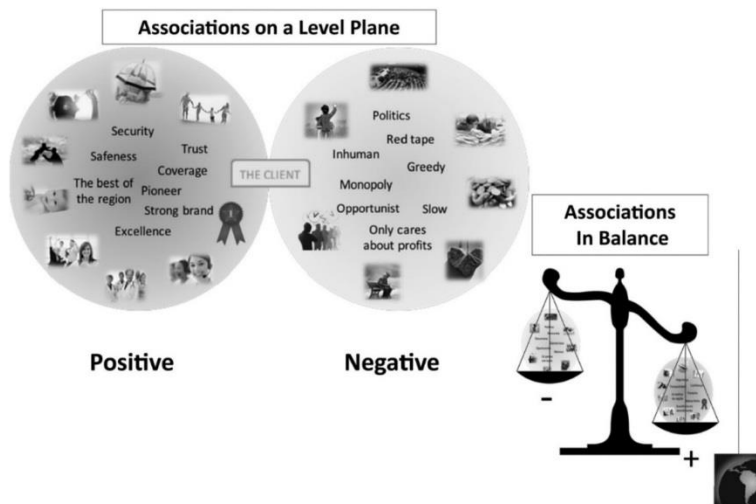 Associations on a Level Plane
Security
Trust
Safeness
Coverage
The best of
the region
Pioneer
Strong brand
Excellence
THE CLIENT
Politics
Red tape
Inhuman
Greedy
Monopoly
Opportunist
Slow
Only cares
about profits
Positive
Negative
Associations
In Balance
-
+